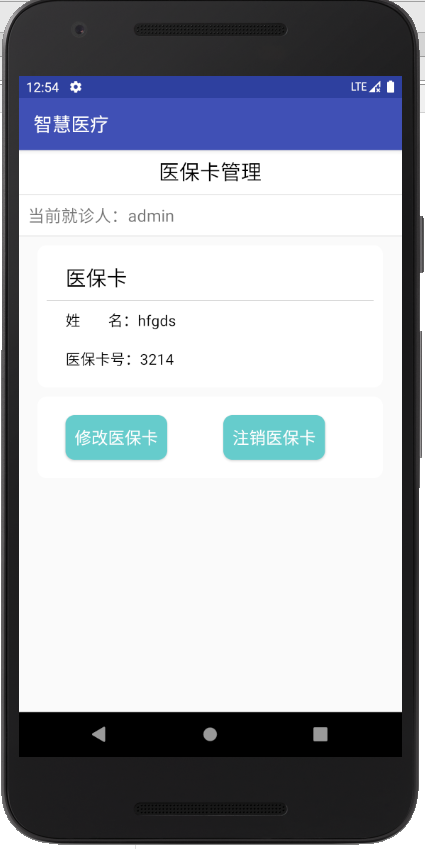 12:54 LTE
智慧医疗
医保卡管理
当前就诊人：admin
医保卡
姓 名：hfgds
医保卡号：3214
修改医保卡 注销医保卡